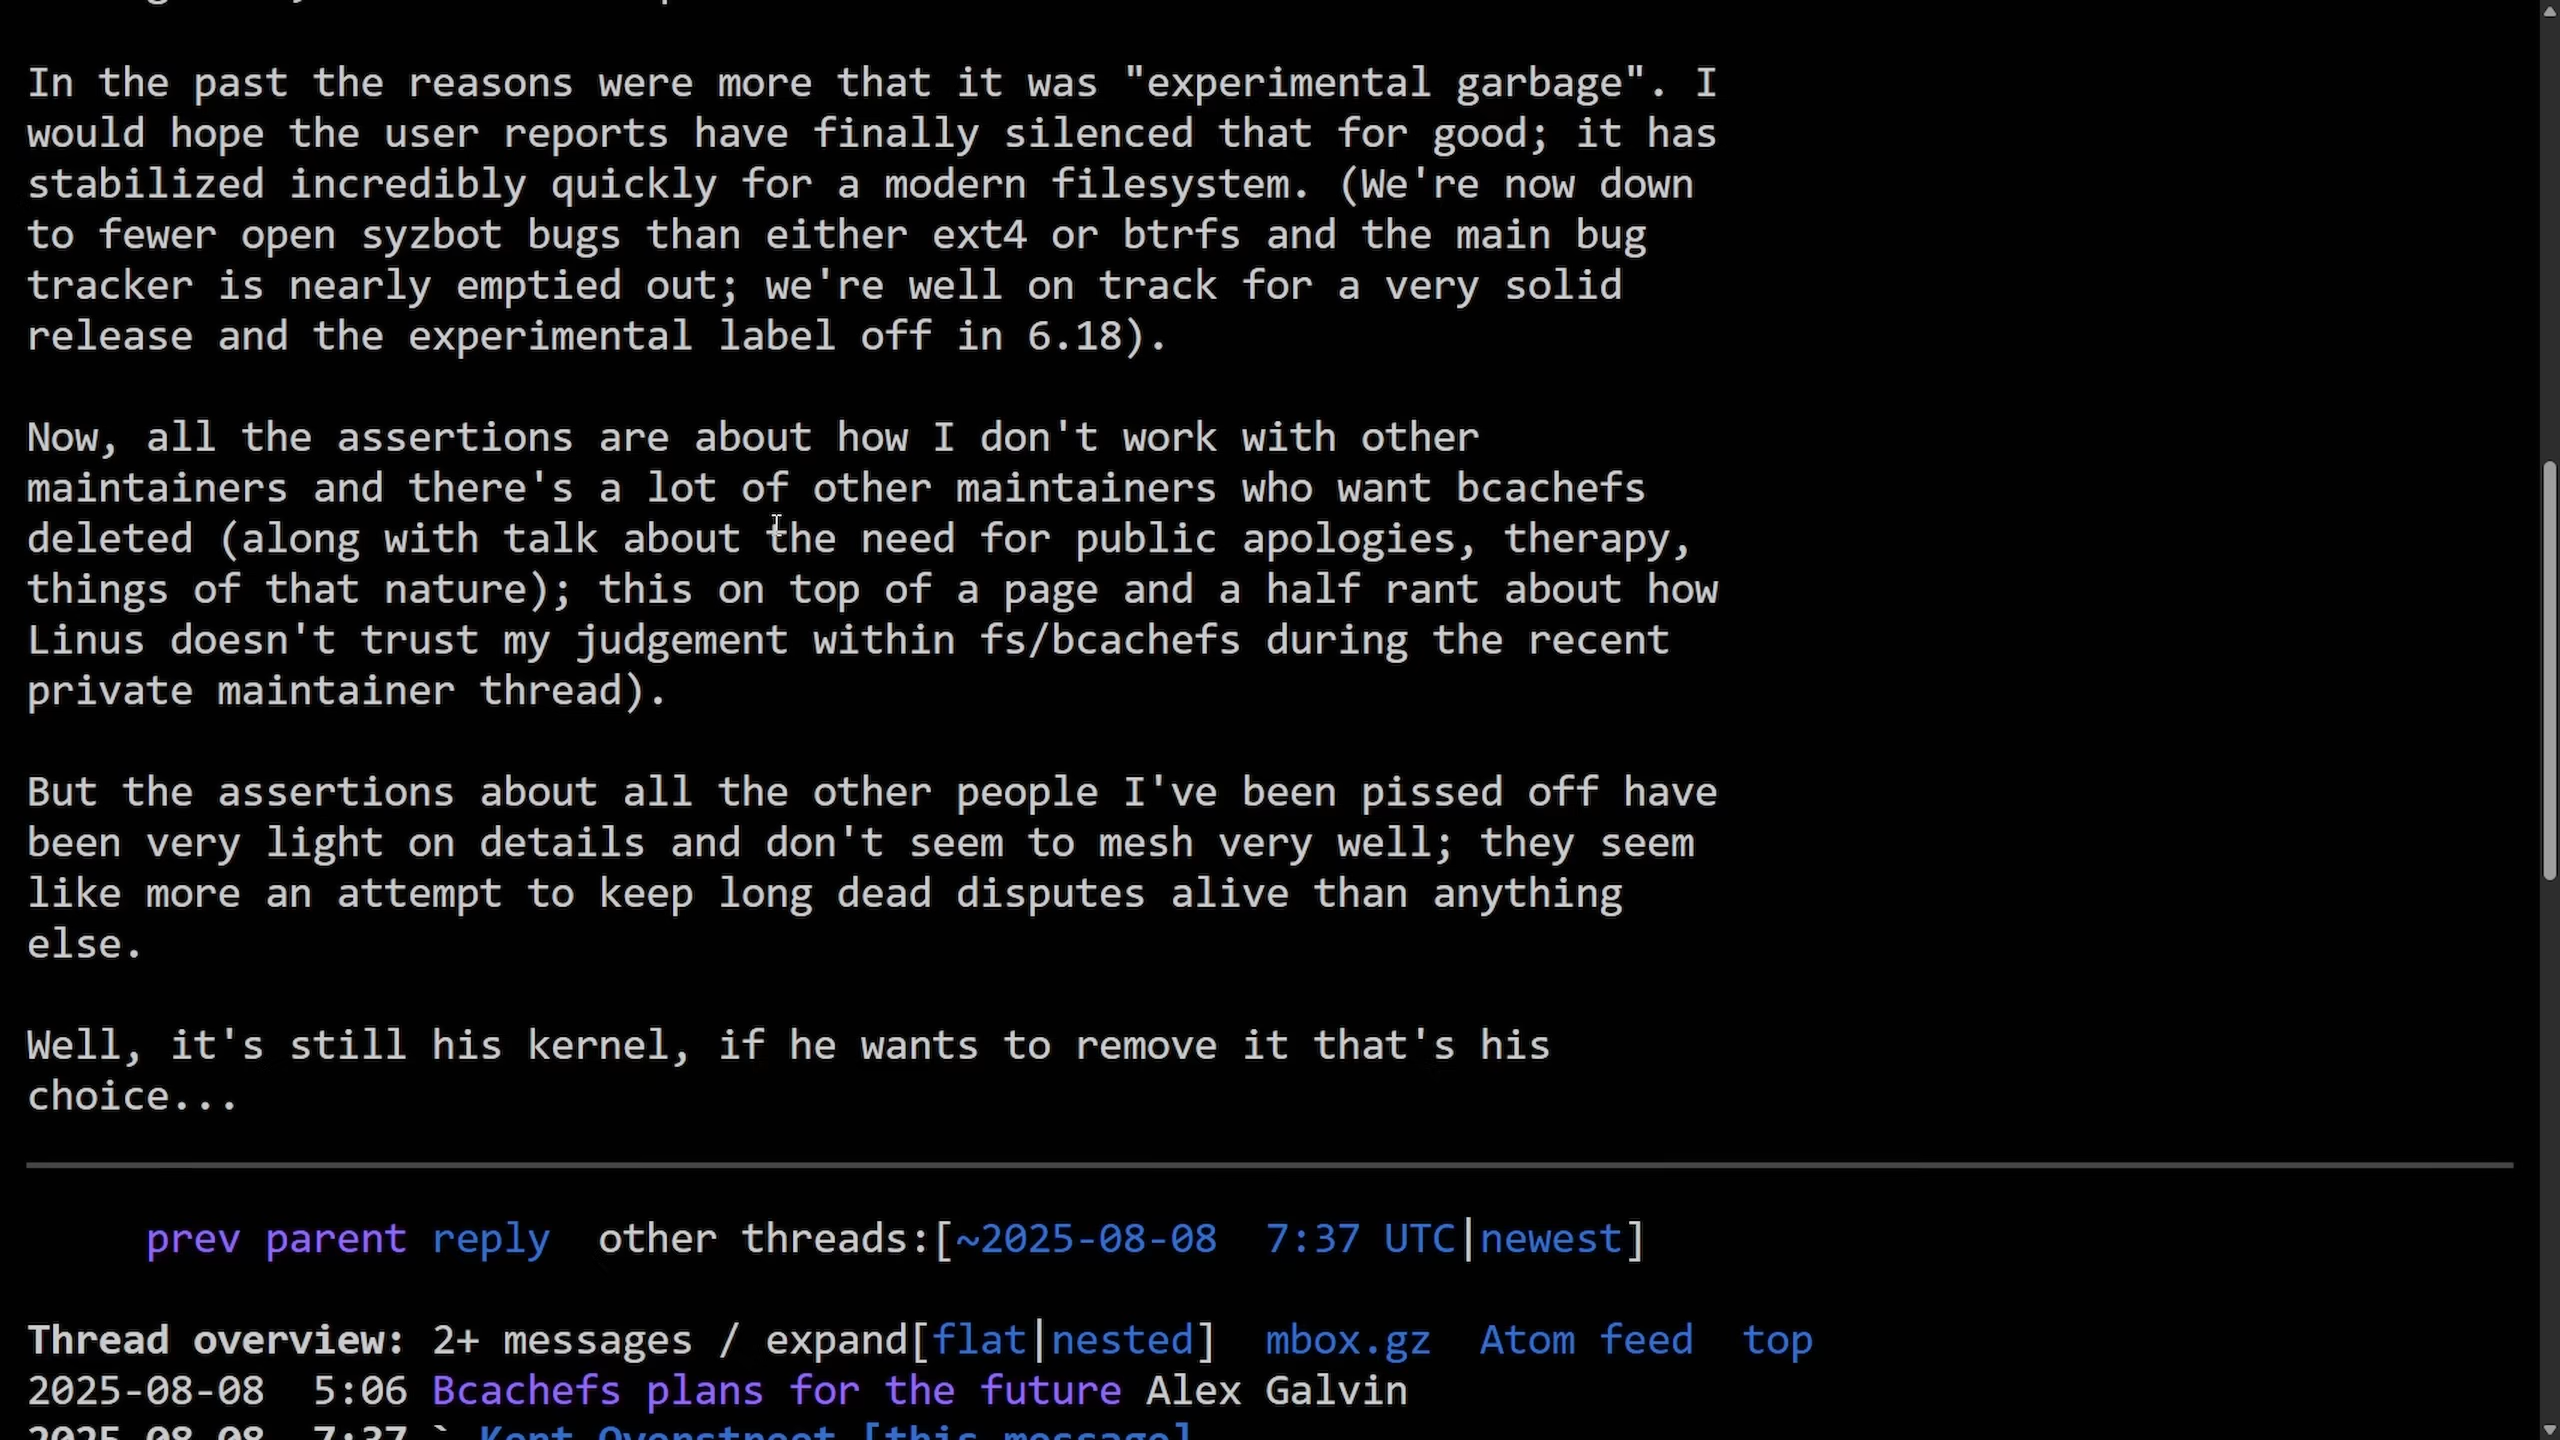 In the past the reasons were more that it was "experimental garbage". I
would hope the user reports have finally silenced that for good; it has
stabilized incredibly quickly for a modern filesystem. (We're now down
to fewer open syzbot bugs than either ext4 or btrfs and the main bug
tracker is nearly emptied out; we're well on track for a very solid
release and the experimental label off in 6.18).
Now, all the assertions are about how I don't work with other
maintainers and there's a lot of other maintainers who want bcachefs
deleted (along with talk about the need for public apologies, therapy,
things of that nature); this on top of a page and a half rant about how
Linus doesn't trust my judgement within fs/bcachefs during the recent
private maintainer thread).
But the assertions about all the other people I've been pissed off have
been very light on details and don't seem to mesh very well; they seem
like more an attempt to keep long dead disputes alive than anything
else.
Well, it's still his kernel, if he wants to remove it that's his
choice...
prev parent reply  other threads:[~2025-08-08  7:37 UTC|newest]
Thread overview: 2+ messages / expand[flat|nested]  mbox.gz  Atom feed  top
2025-08-08  5:06 Bcachefs plans for the future Alex Galvin
2025-08-08  7:37 ` Kent Overstreet [this message]